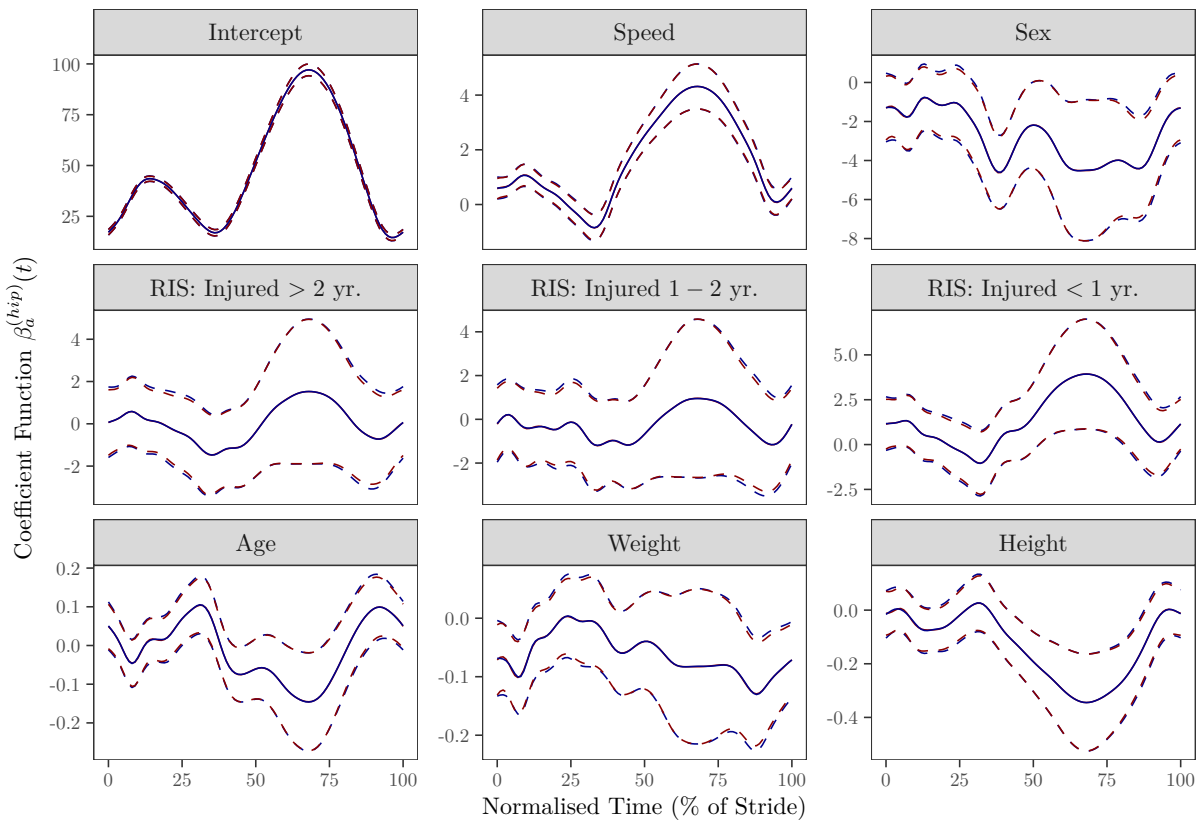 Intercept
Speed
Sex
100
75
50
25
4
2
0
0
-2
-4
-6
-8
RIS: Injured > 2 yr.
RIS: Injured 1 − 2 yr.
RIS: Injured < 1 yr.
4
2
0
-2
4
2
0
-2
5.0
2.5
0.0
-2.5
Age
Weight
Height
0.2
0.1
0.0
-0.1
-0.2
0.0
-0.1
-0.2
0.0
-0.2
-0.4
0 25 50 75 100
0 25 50 75 100
0 25 50 75 100
Normalised Time (% of Stride)
Coefficient Function β_a^{(hip)}(t)